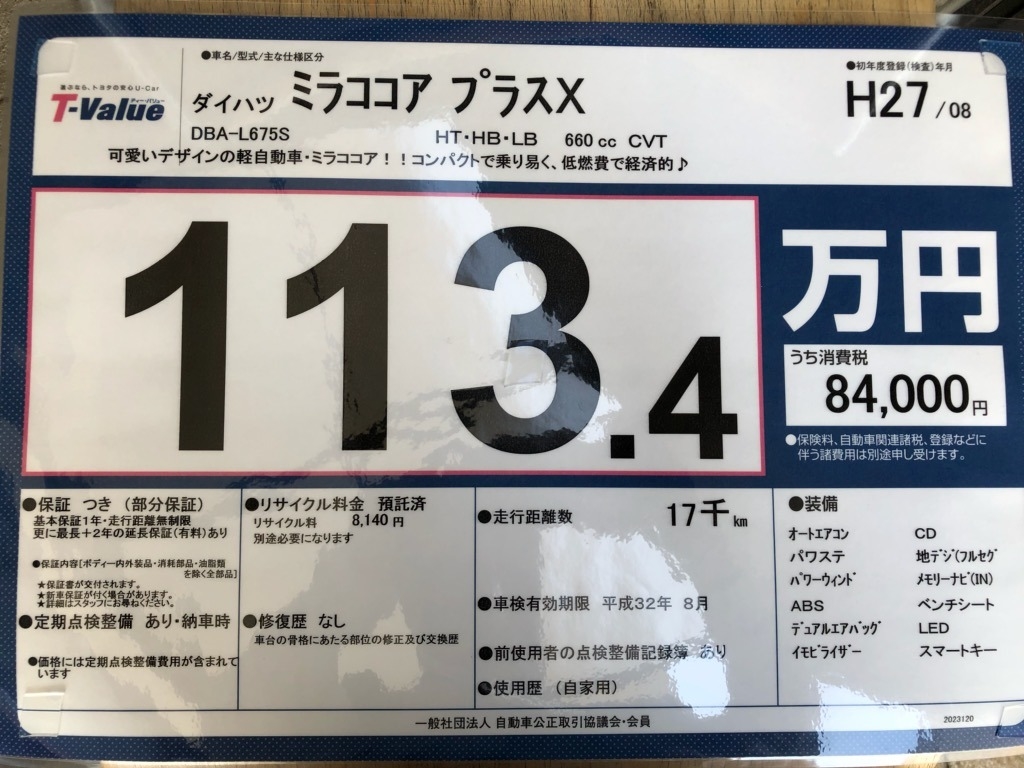 ●車名/型式/主な仕様区分
●初年度登録(検査)年月
選ぶなら、トヨタの安心U-Car
ティー・バリュー
T-Value
ダイハツ ミラココア プラスX
H27/08
DBA-L675S HT・HB・LB 660 cc CVT
可愛いデザインの軽自動車・ミラココア!!コンパクトで乗り易く、低燃費で経済的♪
113.4
万円
うち消費税
84,000円
●保険料、自動車関連諸税、登録などに
伴う諸費用は別途申し受けます。
●保証 つき (部分保証)
基本保証1年・走行距離無制限
更に最長+2年の延長保証(有料)あり
●保証内容[ボディー内外装品・消耗部品・油脂類
を除く全部品]
★保証書が交付されます。
★新車保証が付く場合があります。
★詳細はスタッフにお尋ねください。
●定期点検整備 あり・納車時
●価格には定期点検整備費用が含まれて
います
●リサイクル料金 預託済
リサイクル料 8,140 円
別途必要になります
●修復歴 なし
車台の骨格にあたる部位の修正及び交換歴
●走行距離数 17千km
●車検有効期限 平成32年 8月
●前使用者の点検整備記録簿 あり
●使用歴 (自家用)
●装備
オートエアコン CD
パワステ 地デジ(フルセグ
パワーウィンド メモリーナビ(IN)
ABS ベンチシート
デュアルエアバッグ LED
イモビライザー スマートキー
一般社団法人 自動車公正取引協議会・会員
2023120